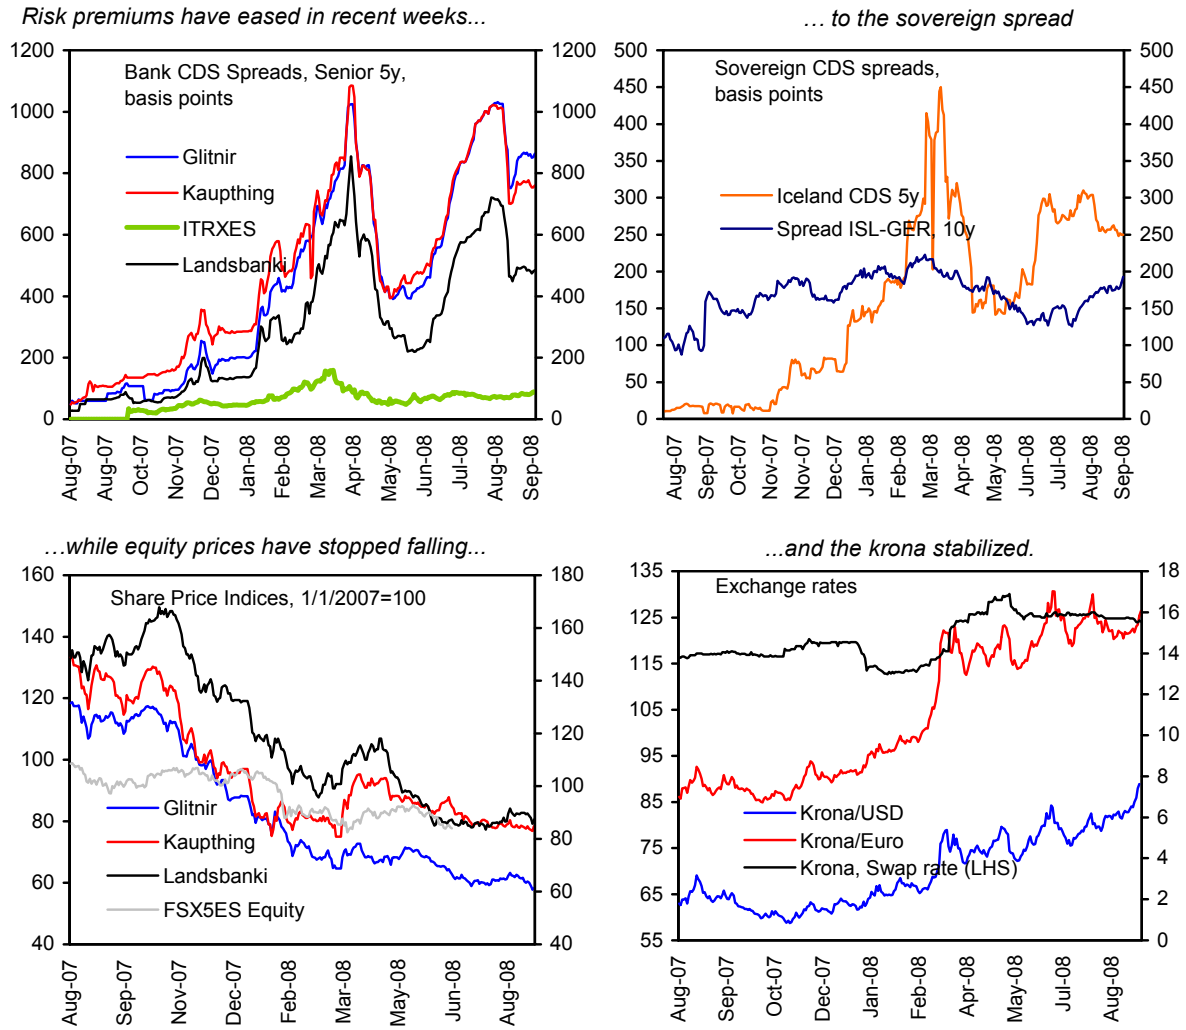 Risk premiums have eased in recent weeks...
… to the sovereign spread
1200
1000
800
600
400
200
0
Bank CDS Spreads, Senior 5y,
basis points
Glitnir
Kaupthing
ITRXES
Landsbanki
1200
1000
800
600
400
200
0
Aug-07
Aug-07
Oct-07
Nov-07
Dec-07
Jan-08
Feb-08
Mar-08
Apr-08
May-08
Jun-08
Jul-08
Aug-08
Sep-08
500
450
400
350
300
250
200
150
100
50
0
Sovereign CDS spreads,
basis points
Iceland CDS 5y
Spread ISL-GER, 10y
500
450
400
350
300
250
200
150
100
50
0
Aug-07
Sep-07
Oct-07
Nov-07
Nov-07
Dec-07
Jan-08
Feb-08
Mar-08
Apr-08
May-08
Jun-08
Jul-08
Aug-08
Sep-08
…while equity prices have stopped falling...
...and the krona stabilized.
160
140
120
100
80
60
40
Share Price Indices, 1/1/2007=100
Glitnir
Kaupthing
Landsbanki
FSX5ES Equity
180
160
140
120
100
80
60
40
Aug-07
Sep-07
Nov-07
Dec-07
Feb-08
Mar-08
May-08
Jun-08
Aug-08
135
125
115
105
95
85
75
65
55
Exchange rates
Krona/USD
Krona/Euro
Krona, Swap rate (LHS)
18
16
14
12
10
8
6
4
2
0
Aug-07
Sep-07
Oct-07
Dec-07
Jan-08
Feb-08
Apr-08
May-08
Jul-08
Aug-08